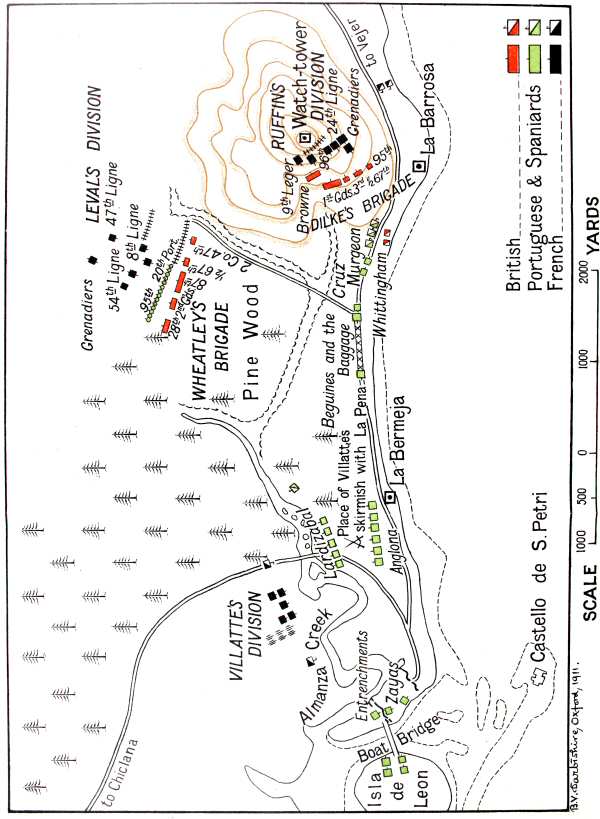 LEVALS DIVISION
Grenadiers
54th Ligne
47th Ligne
8th Ligne
95th
20th Port
28th
2nd Gds
87th
½ 67th
2 Co 47th
WHEATLEY'S
BRIGADE
Pine Wood
RUFFINS
DIVISION
Watch-tower
9th Leger
24th Ligne
Grenadiers
96th
Browne
1st Gds
3rd
½ 67th
95th
DILKE'S BRIGADE
to Vejer
La Barrosa
Cruz
Murgeon
Whittingham
Beguines and the
Baggage
La Pena
Place of Villattes
skirmish with La Pena
Lardizabal
Anglona
La Bermeja
VILLATTE'S
DIVISION
Almanza Creek
to Chiclana
Entrenchments
Zayas
Boat Bridge
Isla
de
Leon
Castello de S. Petri
British
Portuguese & Spaniards
French
SCALE
1000
500
0
1000
2000
YARDS
B.V. Darbishire, Oxford, 1911.